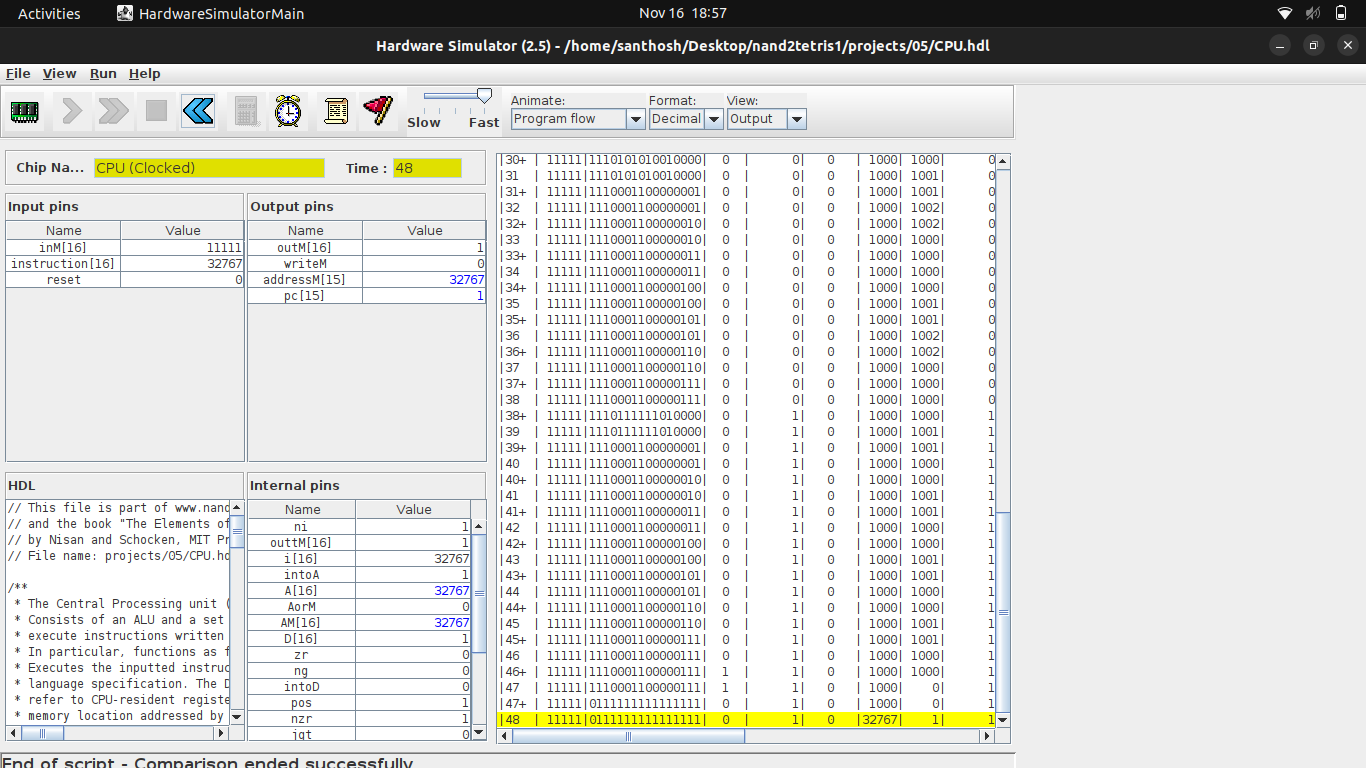 Activities HardwareSimulatorMain Nov 16 18:57
Hardware Simulator (2.5) - /home/santhosh/Desktop/nand2tetris1/projects/05/CPU.hdl
File View Run Help
Slow Fast
Animate: Format: View:
Program flow Decimal Output
Chip Na... CPU (Clocked) Time : 48
Input pins
Name Value
inM[16] 11111
instruction[16] 32767
reset 0
Output pins
Name Value
outM[16] 1
writeM 0
addressM[15] 32767
pc[15] 1
HDL
// This file is part of www.nand
// and the book "The Elements of
// by Nisan and Schocken, MIT Pr
// File name: projects/05/CPU.hd
/**
* The Central Processing unit (
* Consists of an ALU and a set
* execute instructions written
* In particular, functions as f
* Executes the inputted instruc
* language specification. The D
* refer to CPU-resident registe
* memory location addressed by
Internal pins
Name Value
ni 1
outtM[16] 1
i[16] 32767
intoA 1
A[16] 32767
AorM 0
AM[16] 32767
D[16] 1
zr 0
ng 0
intoD 0
pos 1
nzr 1
jgt 0
|30+ | 11111|1110101010010000| 0 | 0| 0 | 1000| 1000| 0
|31 | 11111|1110101010010000| 0 | 0| 0 | 1000| 1001| 0
|31+ | 11111|1110001100000001| 0 | 0| 0 | 1000| 1001| 0
|32 | 11111|1110001100000001| 0 | 0| 0 | 1000| 1002| 0
|32+ | 11111|1110001100000010| 0 | 0| 0 | 1000| 1002| 0
|33 | 11111|1110001100000010| 0 | 0| 0 | 1000| 1000| 0
|33+ | 11111|1110001100000011| 0 | 0| 0 | 1000| 1000| 0
|34 | 11111|1110001100000011| 0 | 0| 0 | 1000| 1000| 0
|34+ | 11111|1110001100000100| 0 | 0| 0 | 1000| 1000| 0
|35 | 11111|1110001100000100| 0 | 0| 0 | 1000| 1001| 0
|35+ | 11111|1110001100000101| 0 | 0| 0 | 1000| 1001| 0
|36 | 11111|1110001100000101| 0 | 0| 0 | 1000| 1002| 0
|36+ | 11111|1110001100000110| 0 | 0| 0 | 1000| 1002| 0
|37 | 11111|1110001100000110| 0 | 0| 0 | 1000| 1000| 0
|37+ | 11111|1110001100000111| 0 | 0| 0 | 1000| 1000| 0
|38 | 11111|1110001100000111| 0 | 0| 0 | 1000| 1000| 0
|38+ | 11111|1110111111010000| 0 | 1| 0 | 1000| 1000| 1
|39 | 11111|1110111111010000| 0 | 1| 0 | 1000| 1001| 1
|39+ | 11111|1110001100000001| 0 | 1| 0 | 1000| 1001| 1
|40 | 11111|1110001100000001| 0 | 1| 0 | 1000| 1000| 1
|40+ | 11111|1110001100000010| 0 | 1| 0 | 1000| 1000| 1
|41 | 11111|1110001100000010| 0 | 1| 0 | 1000| 1001| 1
|41+ | 11111|1110001100000011| 0 | 1| 0 | 1000| 1001| 1
|42 | 11111|1110001100000011| 0 | 1| 0 | 1000| 1000| 1
|42+ | 11111|1110001100000100| 0 | 1| 0 | 1000| 1000| 1
|43 | 11111|1110001100000100| 0 | 1| 0 | 1000| 1001| 1
|43+ | 11111|1110001100000101| 0 | 1| 0 | 1000| 1001| 1
|44 | 11111|1110001100000101| 0 | 1| 0 | 1000| 1000| 1
|44+ | 11111|1110001100000110| 0 | 1| 0 | 1000| 1000| 1
|45 | 11111|1110001100000110| 0 | 1| 0 | 1000| 1001| 1
|45+ | 11111|1110001100000111| 0 | 1| 0 | 1000| 1001| 1
|46 | 11111|1110001100000111| 0 | 1| 0 | 1000| 1000| 1
|46+ | 11111|1110001100000111| 1 | 1| 0 | 1000| 1000| 1
|47 | 11111|1110001100000111| 1 | 1| 0 | 1000| 0| 1
|47+ | 11111|0111111111111111| 0 | 1| 0 | 1000| 0| 1
|48 | 11111|0111111111111111| 0 | 1| 0 |32767| 1| 1
End of script - Comparison ended successfully